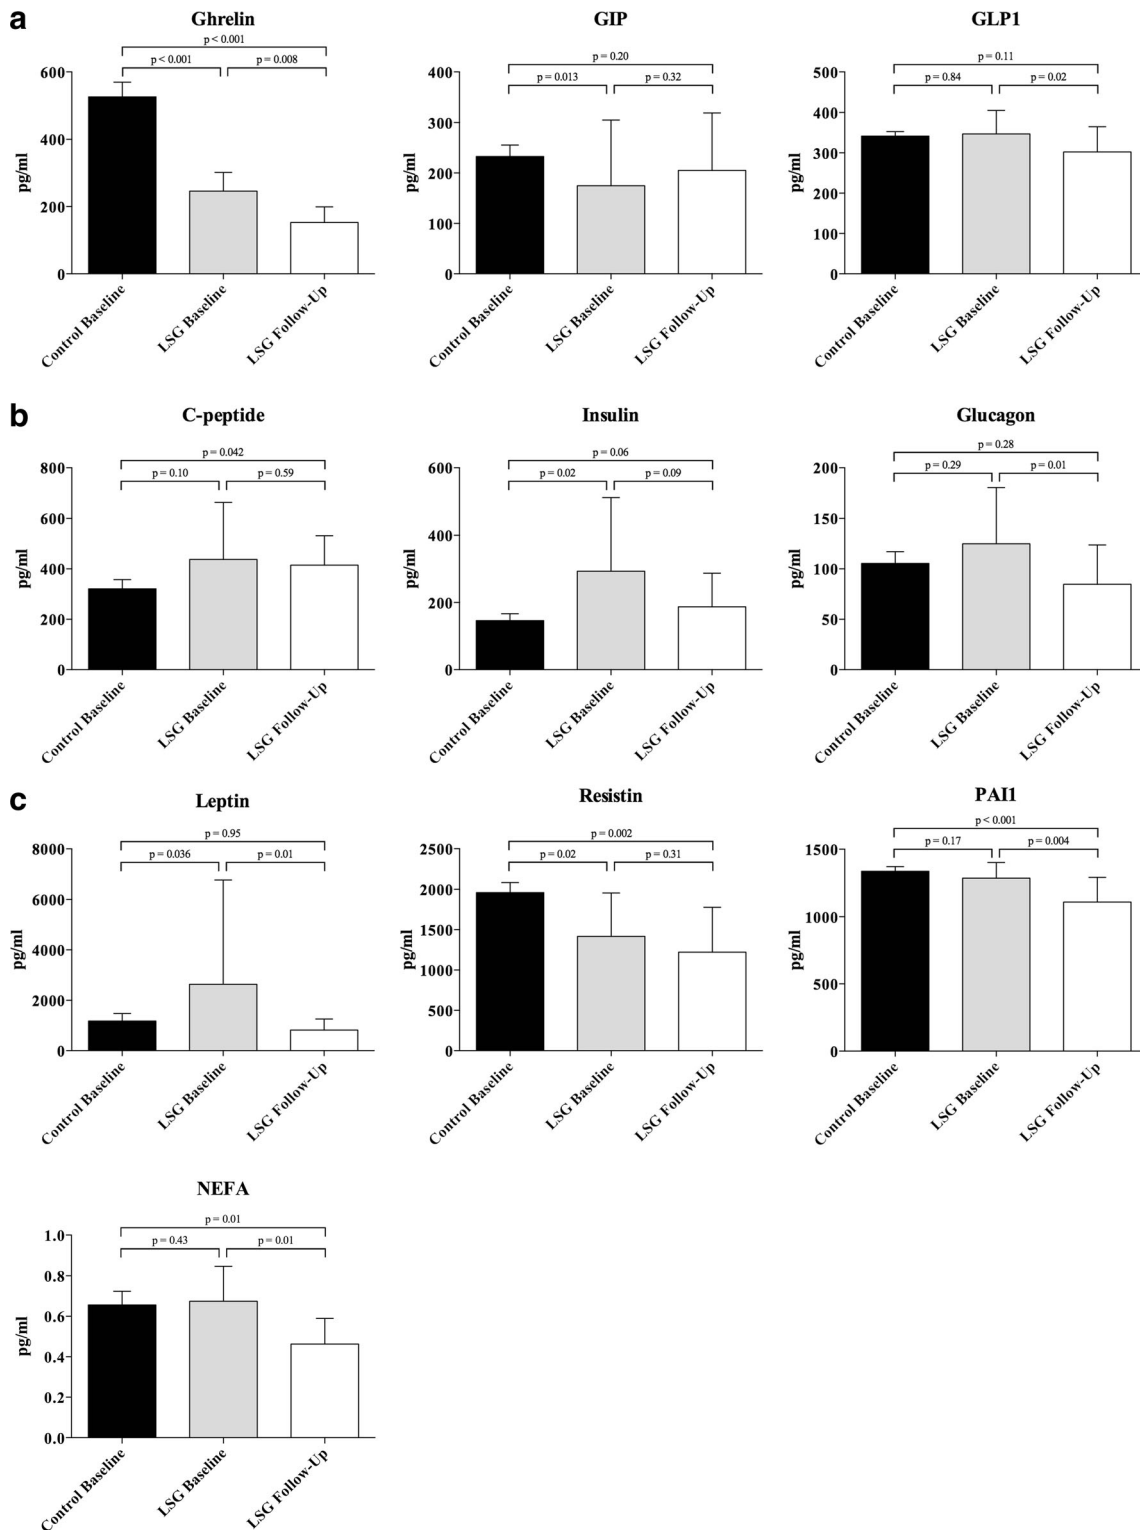 a
Ghrelin
p < 0.001
p < 0.001
p = 0.008
600
400
200
0
pg/ml
Control Baseline
LSG Baseline
LSG Follow-Up
GIP
p = 0.20
p = 0.013
p = 0.32
400
300
200
100
0
pg/ml
Control Baseline
LSG Baseline
LSG Follow-Up
GLP1
p = 0.11
p = 0.84
p = 0.02
500
400
300
200
100
0
pg/ml
Control Baseline
LSG Baseline
LSG Follow-Up
b
C-peptide
p = 0.042
p = 0.10
p = 0.59
800
600
400
200
0
pg/ml
Control Baseline
LSG Baseline
LSG Follow-Up
Insulin
p = 0.06
p = 0.02
p = 0.09
600
400
200
0
pg/ml
Control Baseline
LSG Baseline
LSG Follow-Up
Glucagon
p = 0.28
p = 0.29
p = 0.01
200
150
100
50
0
pg/ml
Control Baseline
LSG Baseline
LSG Follow-Up
c
Leptin
p = 0.95
p = 0.036
p = 0.01
8000
6000
4000
2000
0
pg/ml
Control Baseline
LSG Baseline
LSG Follow-Up
Resistin
p = 0.002
p = 0.02
p = 0.31
2500
2000
1500
1000
500
0
pg/ml
Control Baseline
LSG Baseline
LSG Follow-Up
PAI1
p < 0.001
p = 0.17
p = 0.004
1500
1000
500
0
pg/ml
Control Baseline
LSG Baseline
LSG Follow-Up
NEFA
p = 0.01
p = 0.43
p = 0.01
1.0
0.8
0.6
0.4
0.2
0.0
pg/ml
Control Baseline
LSG Baseline
LSG Follow-Up